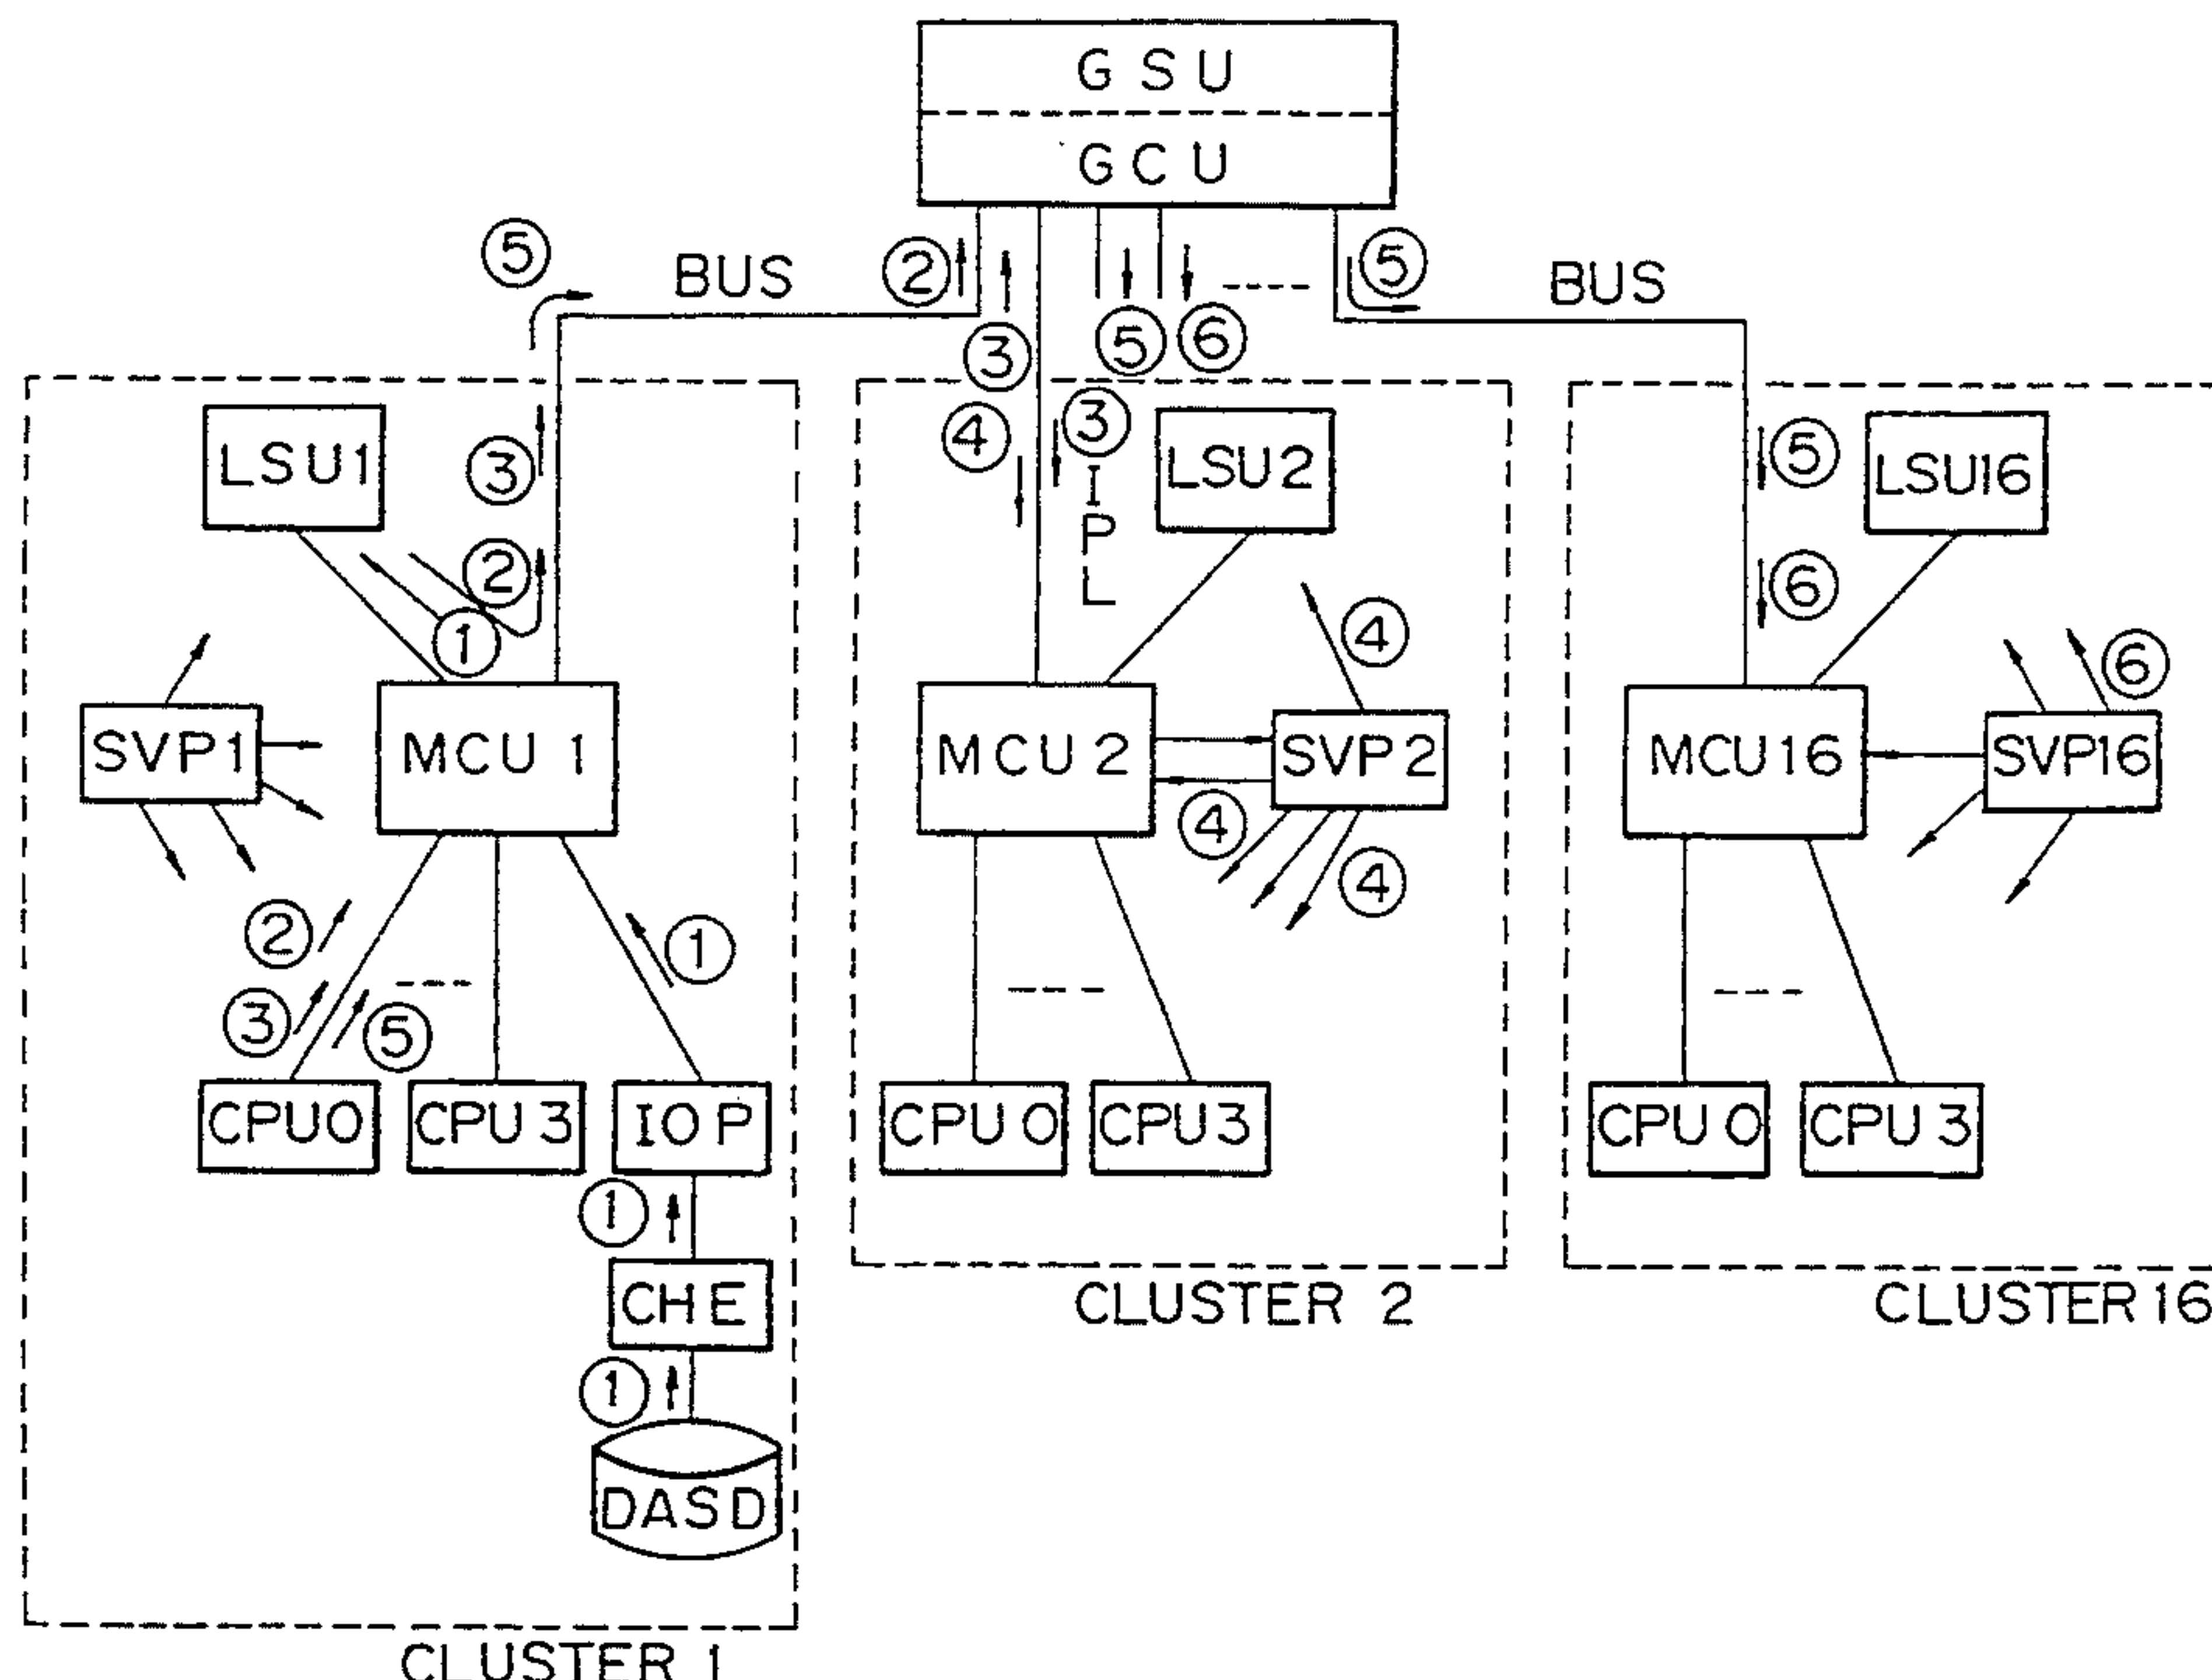 GSU
GCU
⑤
BUS
②
③
⑤
⑥
⑤
BUS
LSU1
③
②
①
SVP1
MCU 1
②
③
⑤
①
CPU0
CPU 3
IOP
①
CHE
①
DASD
CLUSTER 1
④
③
IPL
LSU2
④
MCU 2
SVP 2
④
④
CPU 0
CPU3
CLUSTER 2
⑤
LSU16
⑥
⑥
MCU16
SVP16
CPU 0
CPU 3
CLUSTER 16